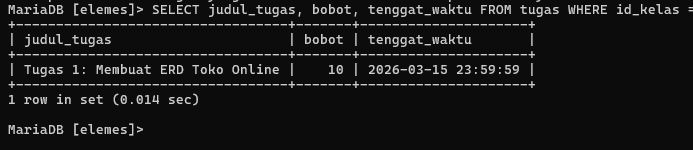 MariaDB [elemes]> SELECT judul_tugas, bobot, tenggat_waktu FROM tugas WHERE id_kelas =
+----------------------------------+-------+---------------------+
| judul_tugas                      | bobot | tenggat_waktu       |
+----------------------------------+-------+---------------------+
| Tugas 1: Membuat ERD Toko Online |    10 | 2026-03-15 23:59:59 |
+----------------------------------+-------+---------------------+
1 row in set (0.014 sec)
MariaDB [elemes]>